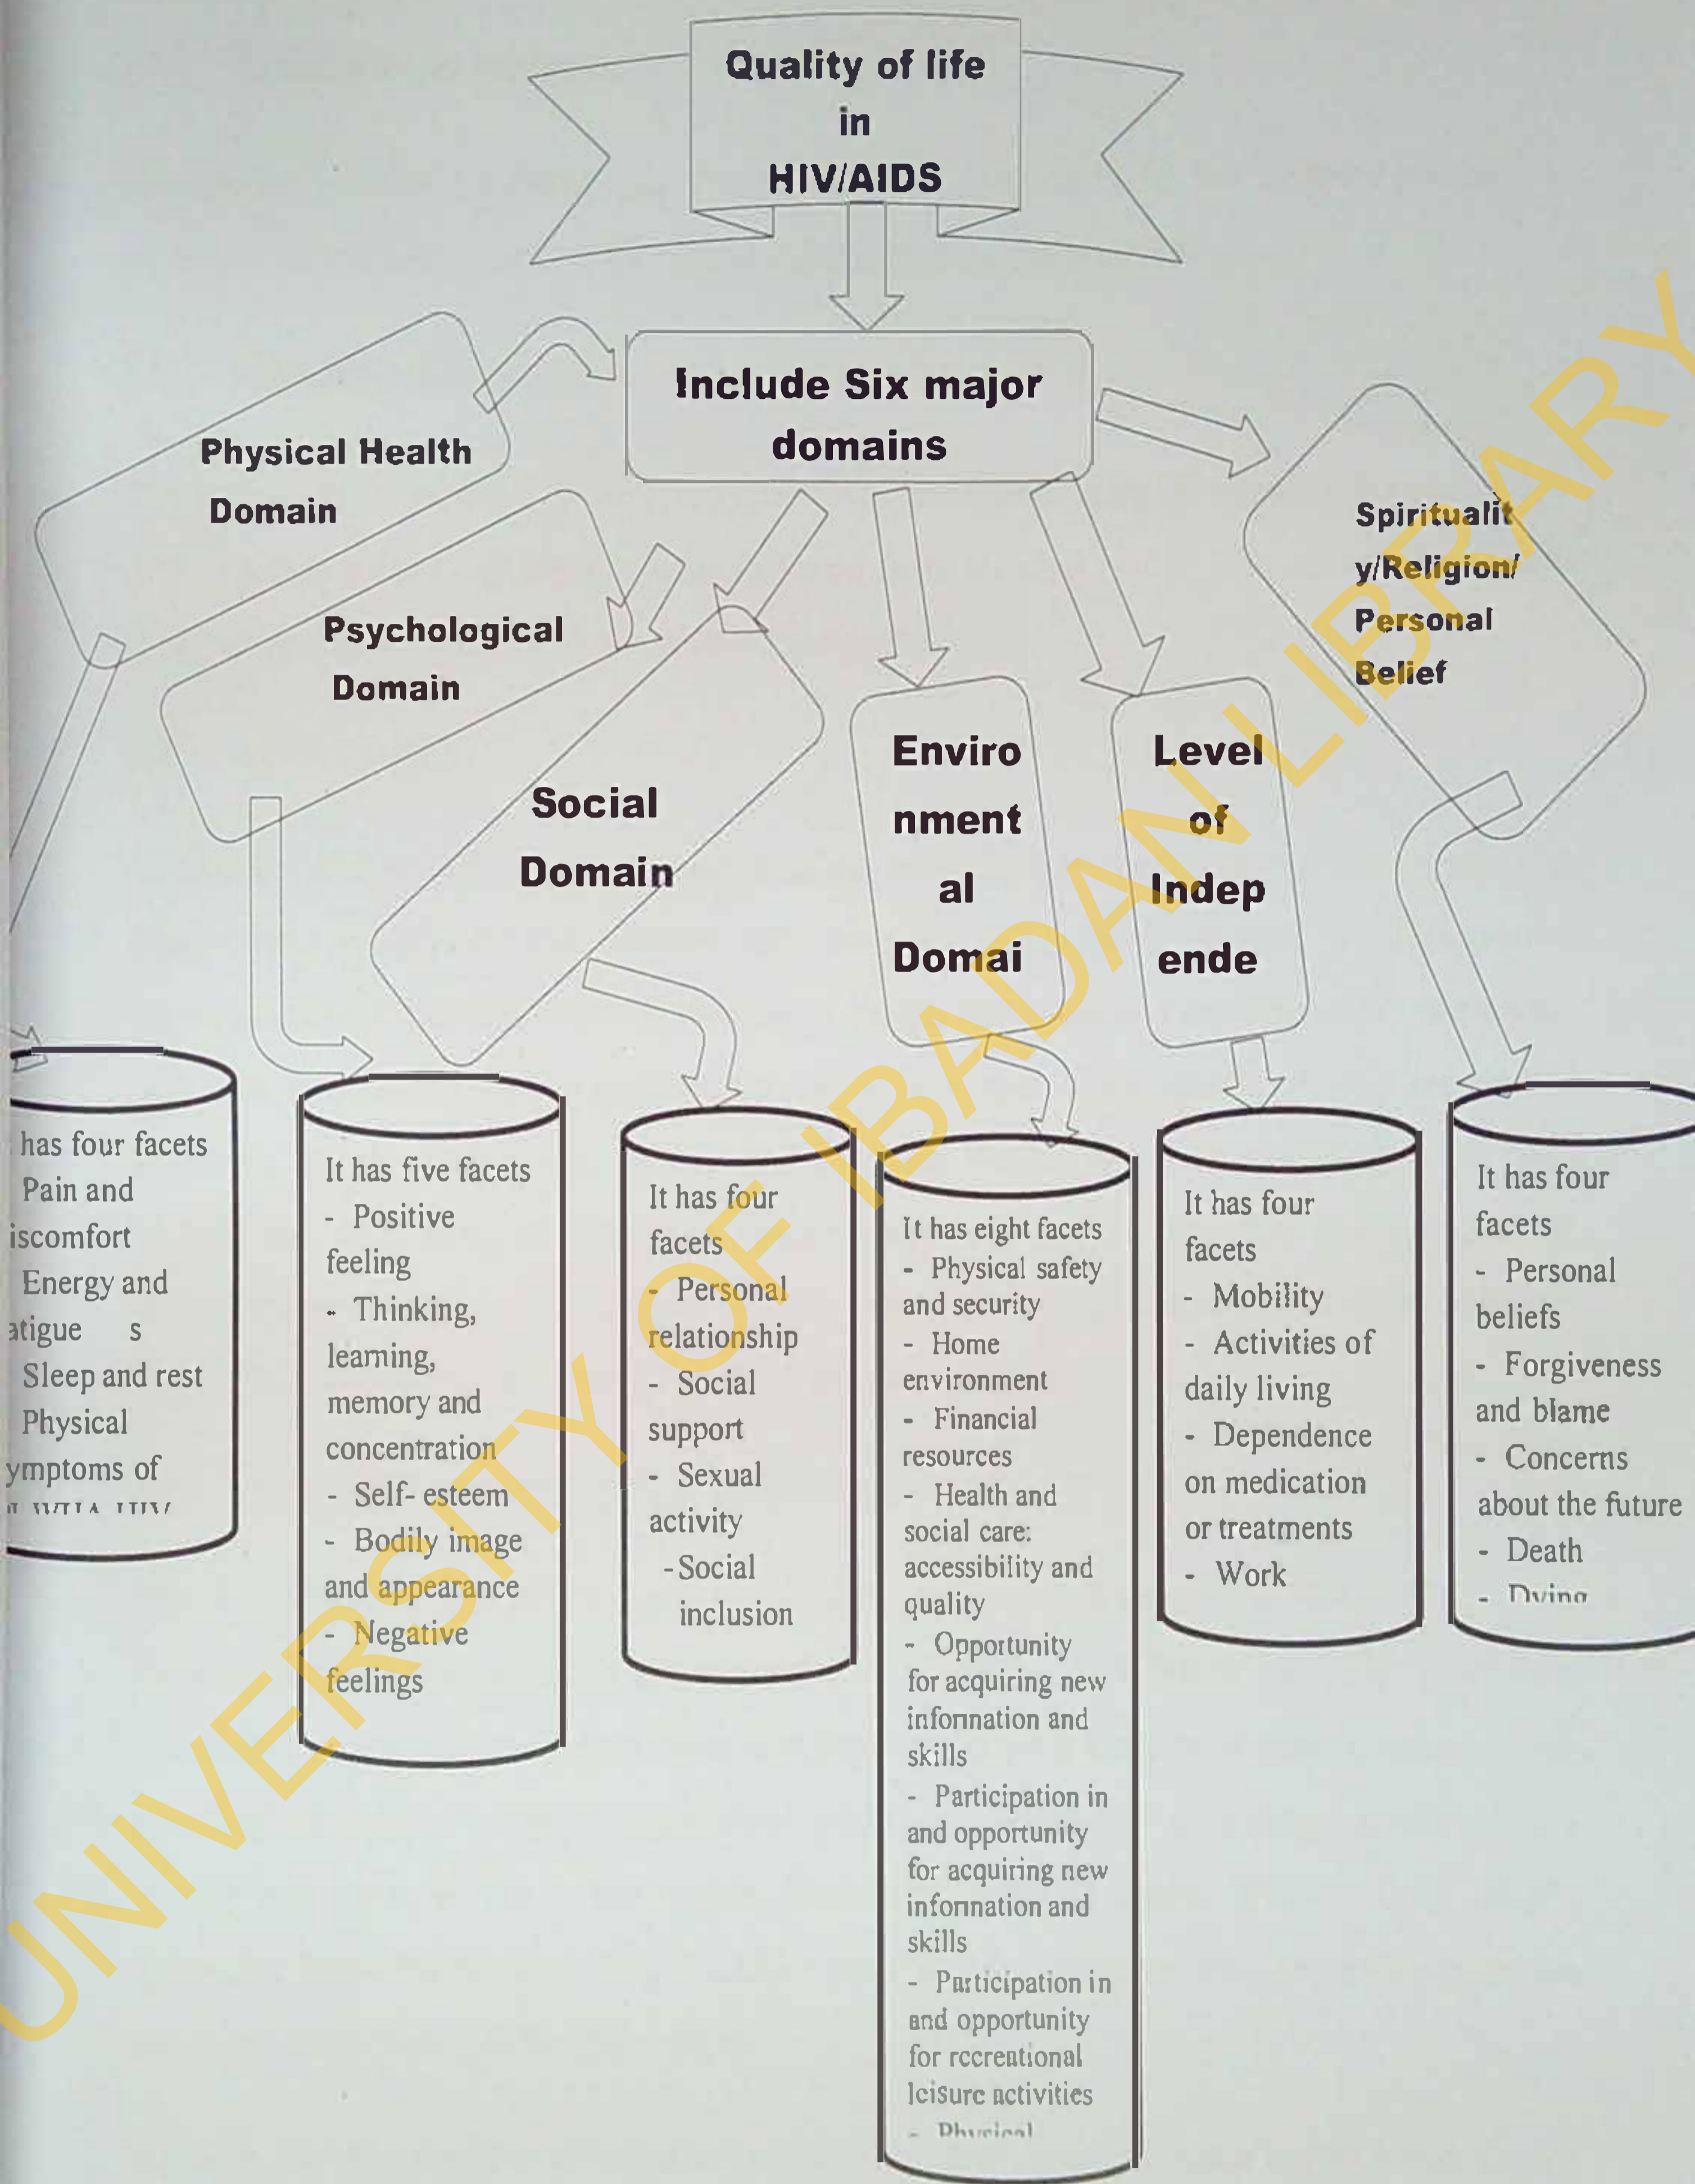 Quality of life
in
HIV/AIDS
Include Six major
domains
Physical Health
Domain
Psychological
Domain
Social
Domain
Enviro
nment
al
Domai
Level
of
Indep
ende
Spiritualit
y/Religion/
Personal
Belief
has four facets
Pain and
iscomfort
Energy and
atigue s
Sleep and rest
Physical
ymptoms of
It has five facets
- Positive
feeling
- Thinking,
learning,
memory and
concentration
- Self- esteem
- Bodily image
and appearance
- Negative
feelings
It has four
facets
- Personal
relationship
- Social
support
- Sexual
activity
- Social
inclusion
It has eight facets
- Physical safety
and security
- Home
environment
- Financial
resources
- Health and
social care:
accessibility and
quality
- Opportunity
for acquiring new
information and
skills
- Participation in
and opportunity
for acquiring new
information and
skills
- Participation in
and opportunity
for recreational
leisure activities
- Physical
It has four
facets
- Mobility
- Activities of
daily living
- Dependence
on medication
or treatments
- Work
It has four
facets
- Personal
beliefs
- Forgiveness
and blame
- Concerns
about the future
- Death
- Dying
UNIVERSITY OF IBADAN LIBRARY